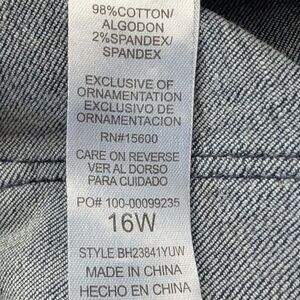 98%COTTON/
ALGODON
2%SPANDEX/
SPANDEX
EXCLUSIVE OF
ORNAMENTATION
EXCLUSIVO DE
ORNAMENTACION
RN#15600
CARE ON REVERSE
VER AL DORSO
PARA CUIDADO
PO# 100-00099235
16W
STYLE BH23841YUW
MADE IN CHINA
HECHO EN CHINA